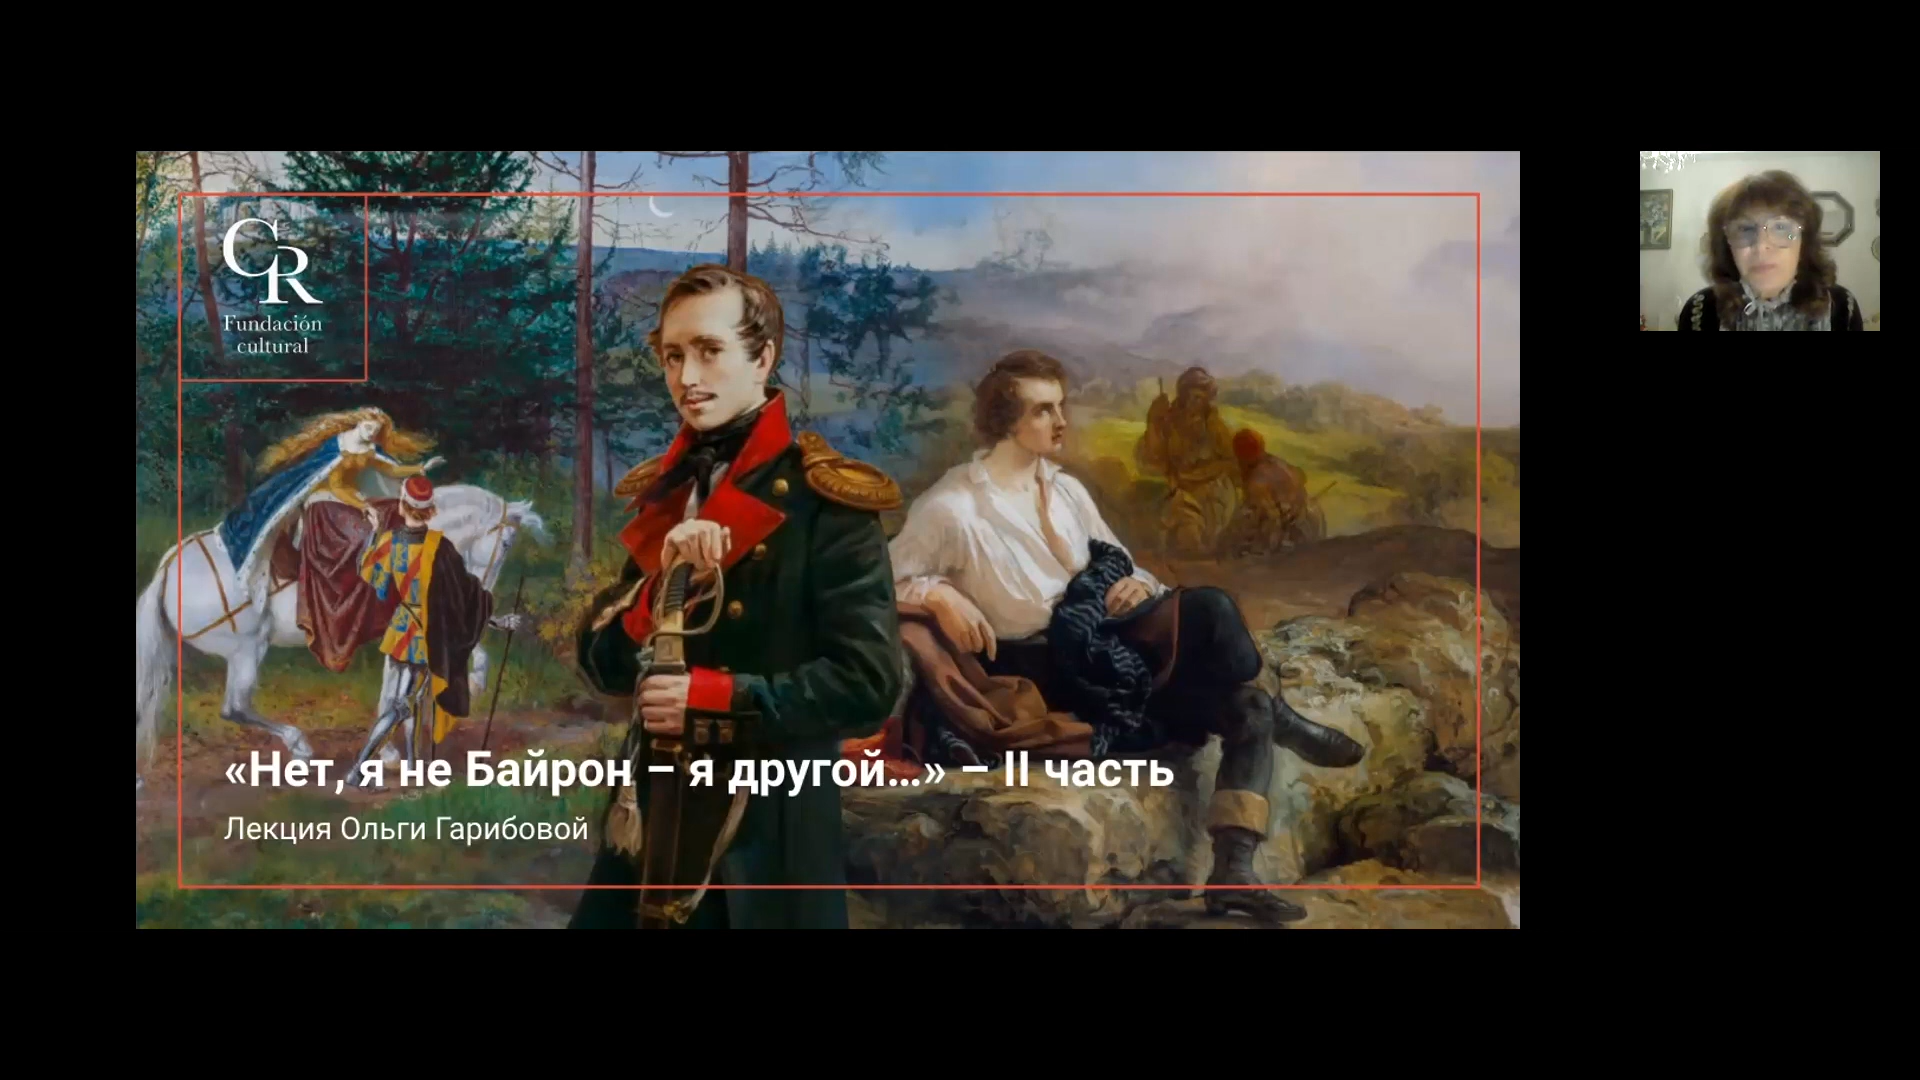 CR
Fundación
cultural
«Нет, я не Байрон – я другой...» – II часть
Лекция Ольги Гарибовой